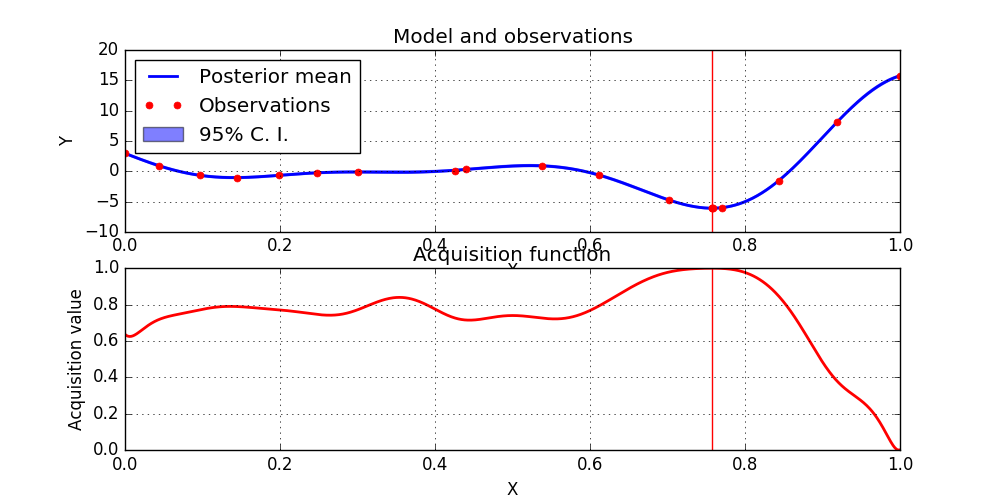 Model and observations
20
15
10
5
0
−5
−10
Y
Posterior mean
Observations
95% C. I.
0.0 0.2 0.4 0.6 0.8 1.0
X
Acquisition function
1.0
0.8
0.6
0.4
0.2
0.0
Acquisition value
0.0 0.2 0.4 0.6 0.8 1.0
X